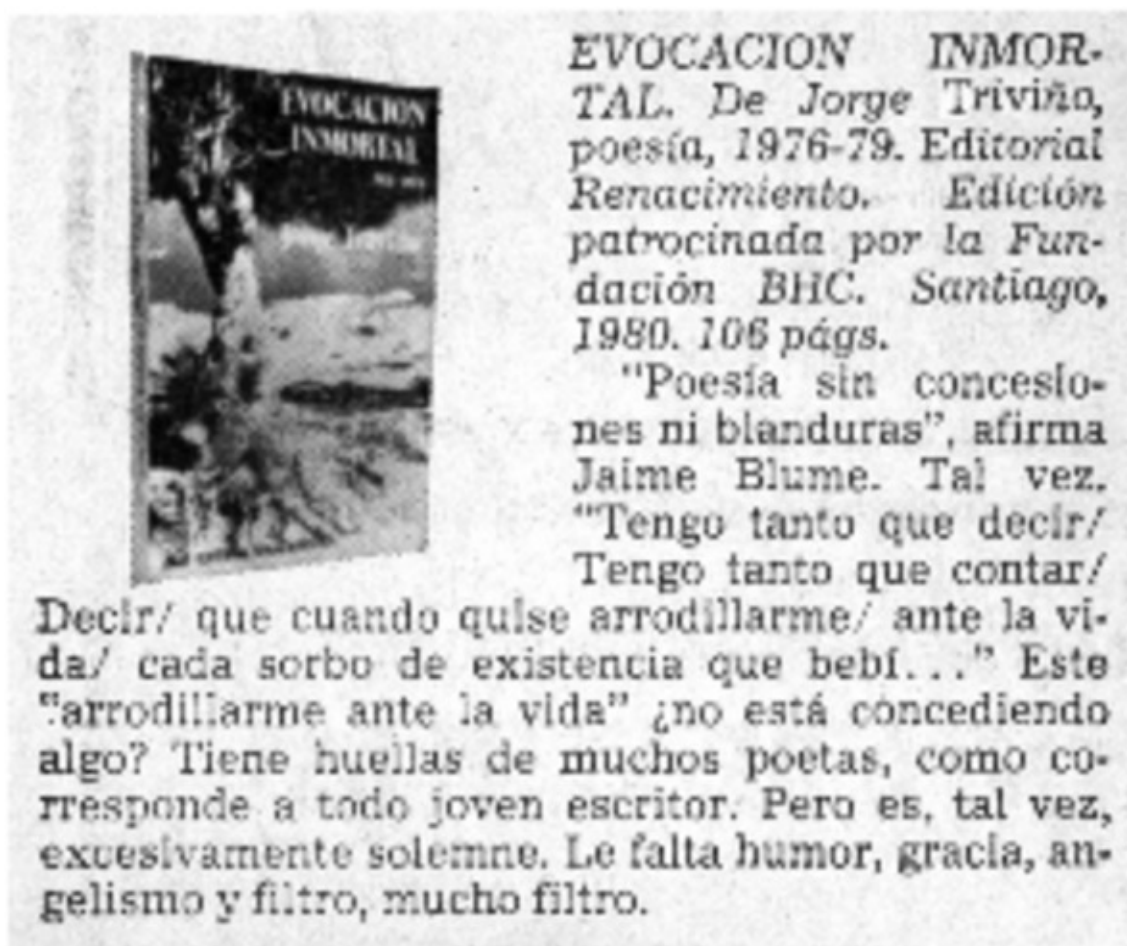 EVOCACION
INMORTAL
EVOCACION INMOR-
TAL. De Jorge Triviño,
poesía, 1976-79. Editorial
Renacimiento. Edición
patrocinada por la Fun-
dación BHC. Santiago,
1980. 106 págs.
"Poesía sin concesio-
nes ni blanduras", afirma
Jaime Blume. Tal vez.
"Tengo tanto que decir/
Tengo tanto que contar/
Decir/ que cuando quise arrodillarme/ ante la vi-
da/ cada sorbo de existencia que bebí..." Este
"arrodillarme ante la vida" ¿no está concediendo
algo? Tiene huellas de muchos poetas, como co-
rresponde a todo joven escritor. Pero es, tal vez,
excesivamente solemne. Le falta humor, gracia, an-
gelismo y filtro, mucho filtro.